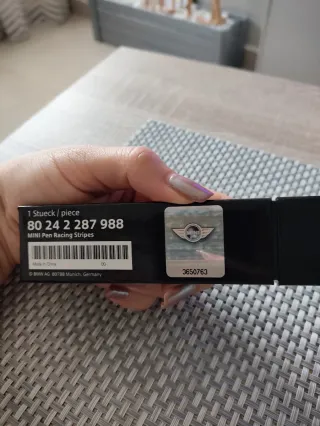 1 Stueck / piece
80 24 2 287 988
MINI Pen Racing Stripes
Made in China
© BMW AG, 80788 Munich, Germany
3650763